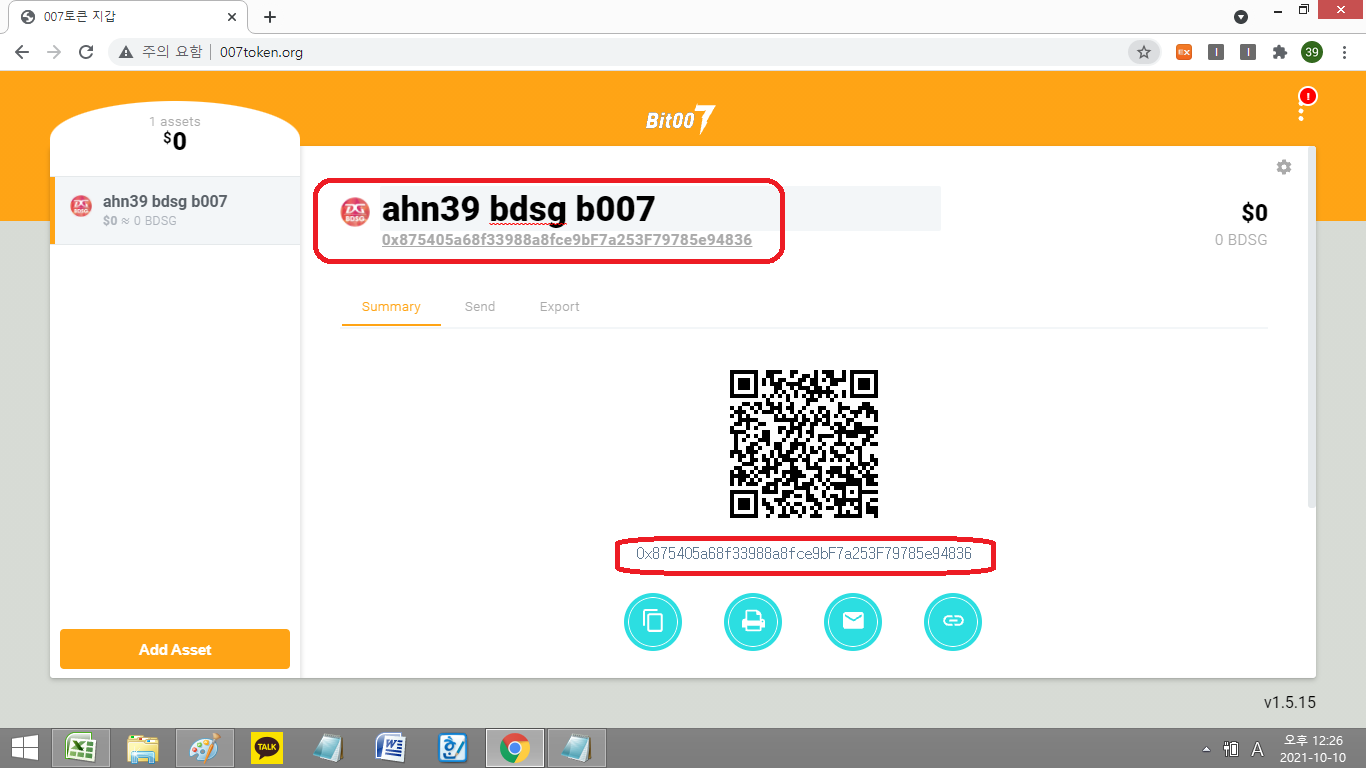 007토큰 지갑
주의 요함
007token.org
39
1 assets
$0
Bit007
ahn39 bdsg b007
$0 ≈ 0 BDSG
BDSG
ahn39 bdsg b007
0x875405a68f33988a8fce9bF7a253F79785e94836
$0
0 BDSG
Summary
Send
Export
0x875405a68f33988a8fce9bF7a253F79785e94836
Add Asset
v1.5.15
TALK
A
오후 12:26
2021-10-10